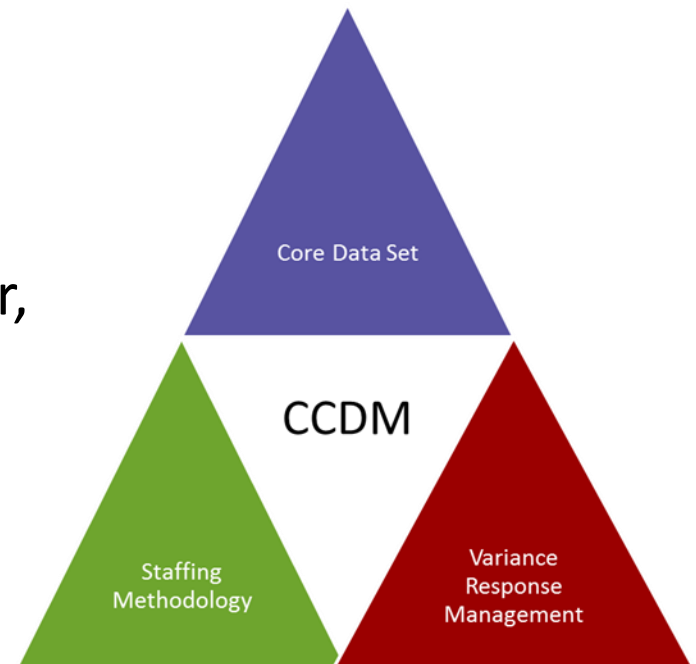 Core Data Set
r,
CCDM
Staffing
Methodology
Variance
Response
Management